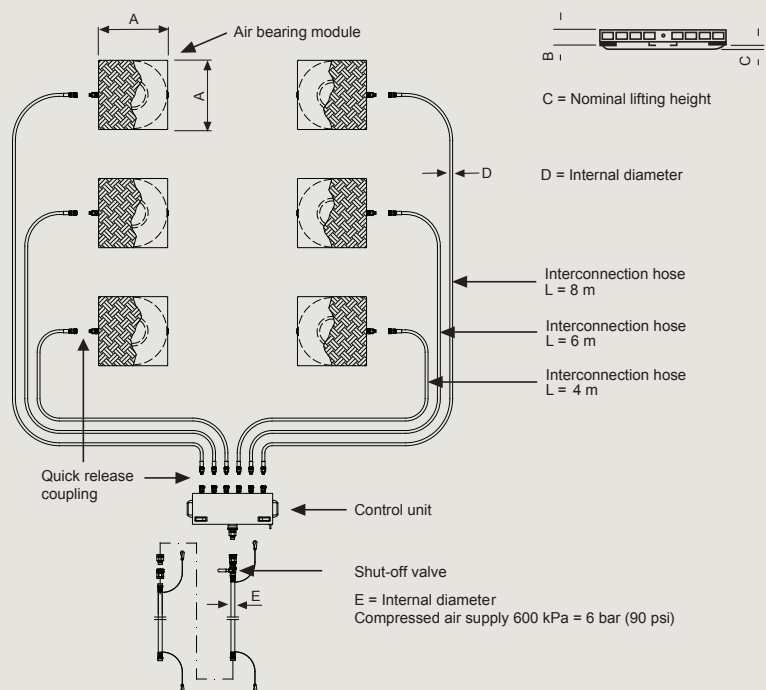 A
Air bearing module
A
B
C
C = Nominal lifting height
D
D = Internal diameter
Interconnection hose
L = 8 m
Interconnection hose
L = 6 m
Interconnection hose
L = 4 m
Quick release
coupling
Control unit
Shut-off valve
E
E = Internal diameter
Compressed air supply 600 kPa = 6 bar (90 psi)